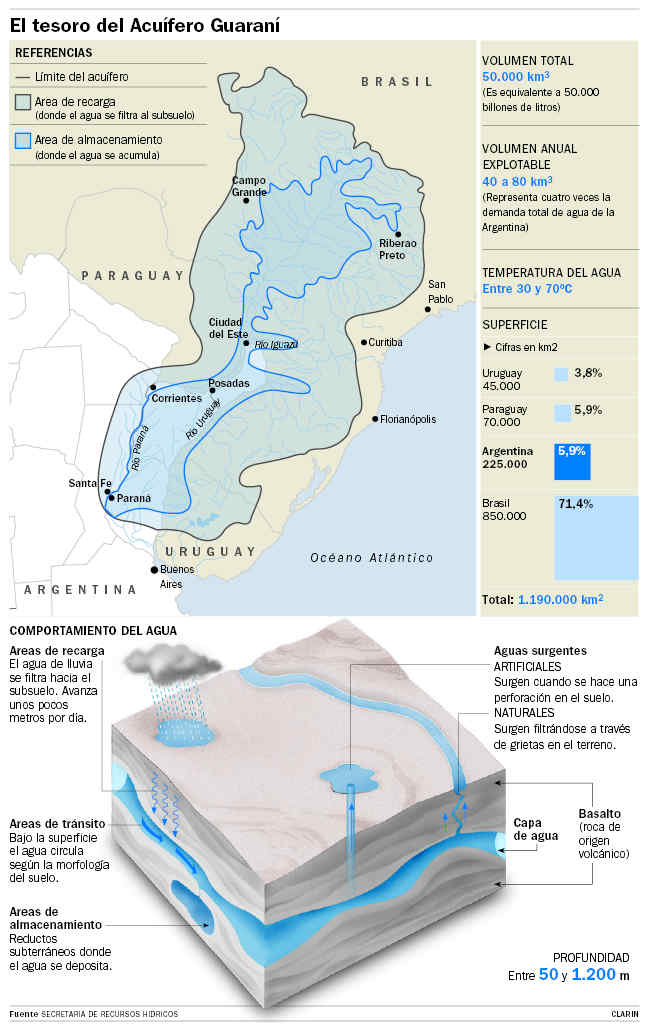 El tesoro del Acuífero Guaraní
REFERENCIAS
Límite del acuífero
Area de recarga
(donde el agua se filtra al subsuelo)
Area de almacenamiento
(donde el agua se acumula)
BRASIL
Campo
Grande
Riberao
Preto
PARAGUAY
San
Pablo
Ciudad
del Este
Río Iguazú
Curitiba
Posadas
Corrientes
Río Uruguay
Río Paraná
Florianópolis
Santa Fe
Paraná
URUGUAY
Océano Atlántico
Buenos
Aires
ARGENTINA
VOLUMEN TOTAL
50.000 km3
(Es equivalente a 50.000
billones de litros)
VOLUMEN ANUAL
EXPLOTABLE
40 a 80 km3
(Representa cuatro veces la
demanda total de agua de la
Argentina)
TEMPERATURA DEL AGUA
Entre 30 y 70ºC
SUPERFICIE
Cifras en km2
Uruguay
45.000
3,8%
Paraguay
70.000
5,9%
Argentina
225.000
5,9%
Brasil
850.000
71,4%
Total: 1.190.000 km2
COMPORTAMIENTO DEL AGUA
Areas de recarga
El agua de lluvia
se filtra hacia el
subsuelo. Avanza
unos pocos
metros por día.
Areas de tránsito
Bajo la superficie
el agua circula
según la morfología
del suelo.
Areas de
almacenamiento
Reductos
subterráneos donde
el agua se deposita.
Aguas surgentes
ARTIFICIALES
Surgen cuando se hace una
perforación en el suelo.
NATURALES
Surgen filtrándose a través
de grietas en el terreno.
Capa
de agua
Basalto
(roca de
origen
volcánico)
PROFUNDIDAD
Entre 50 y 1.200 m
Fuente SECRETARÍA DE RECURSOS HIDRICOS
CLARIN